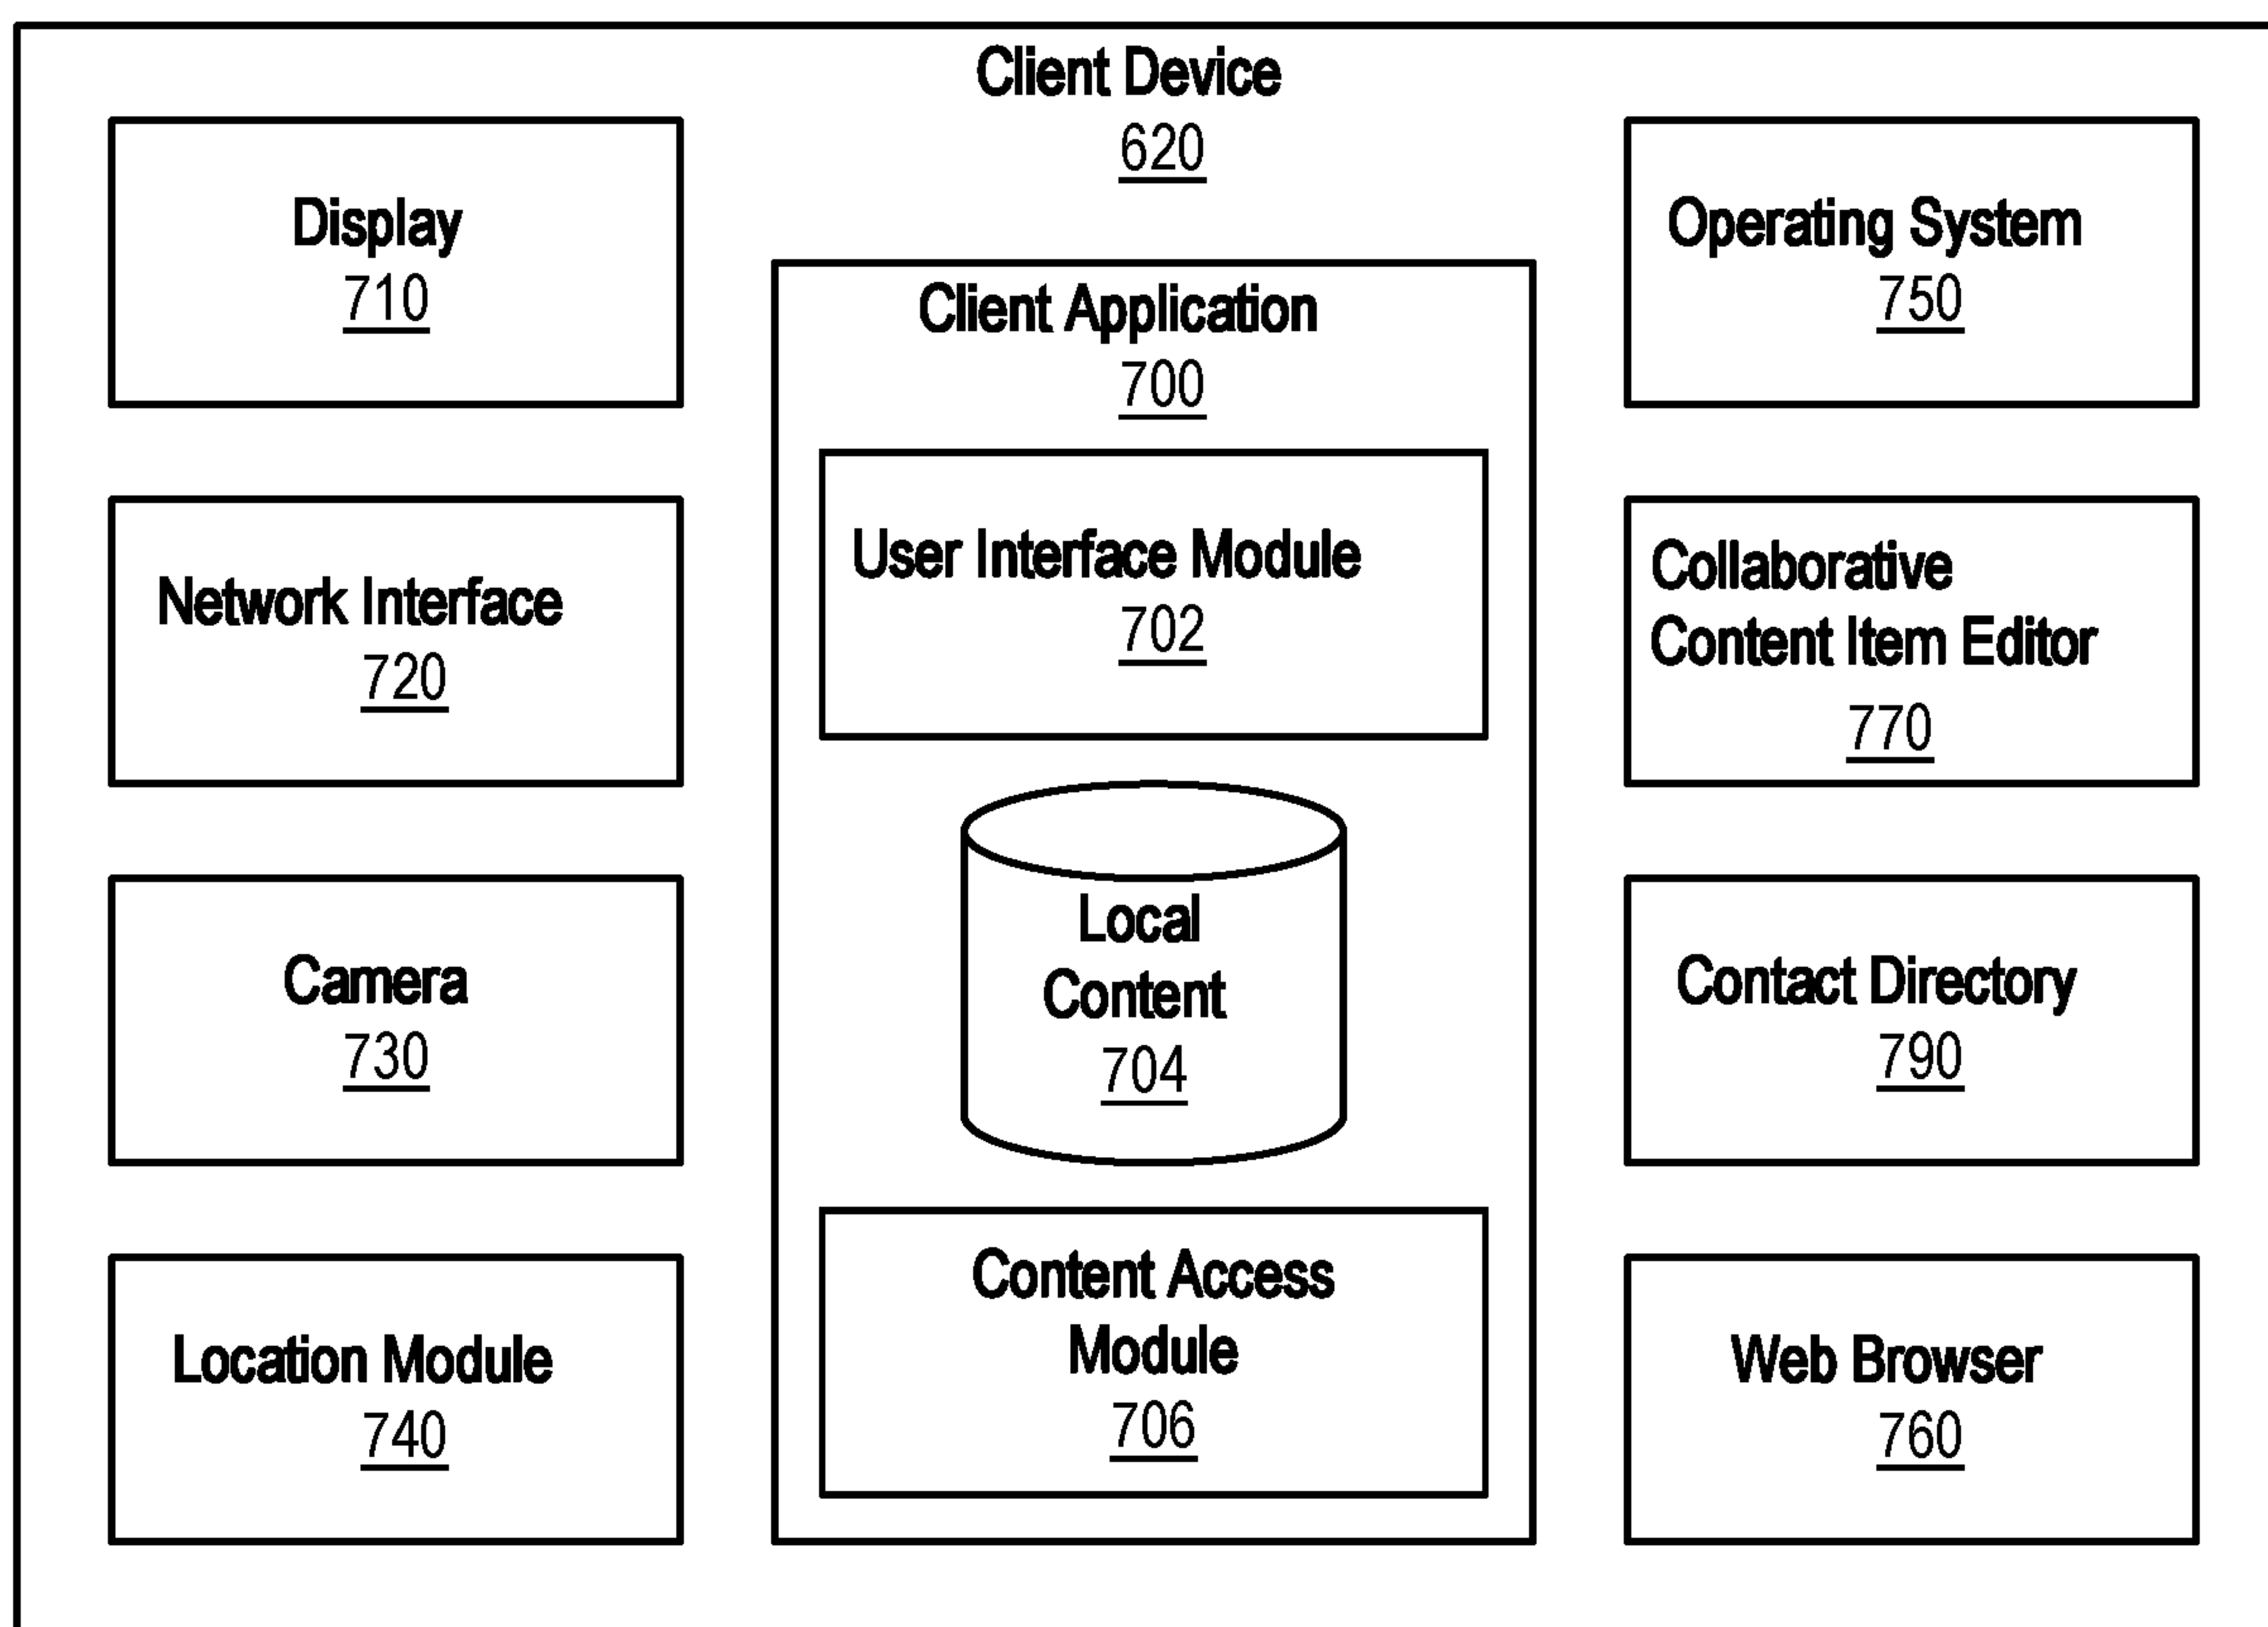 Client Device
620
Display
710
Network Interface
720
Camera
730
Location Module
740
Client Application
700
User Interface Module
702
Local
Content
704
Content Access
Module
706
Operating System
750
Collaborative
Content Item Editor
770
Contact Directory
790
Web Browser
760